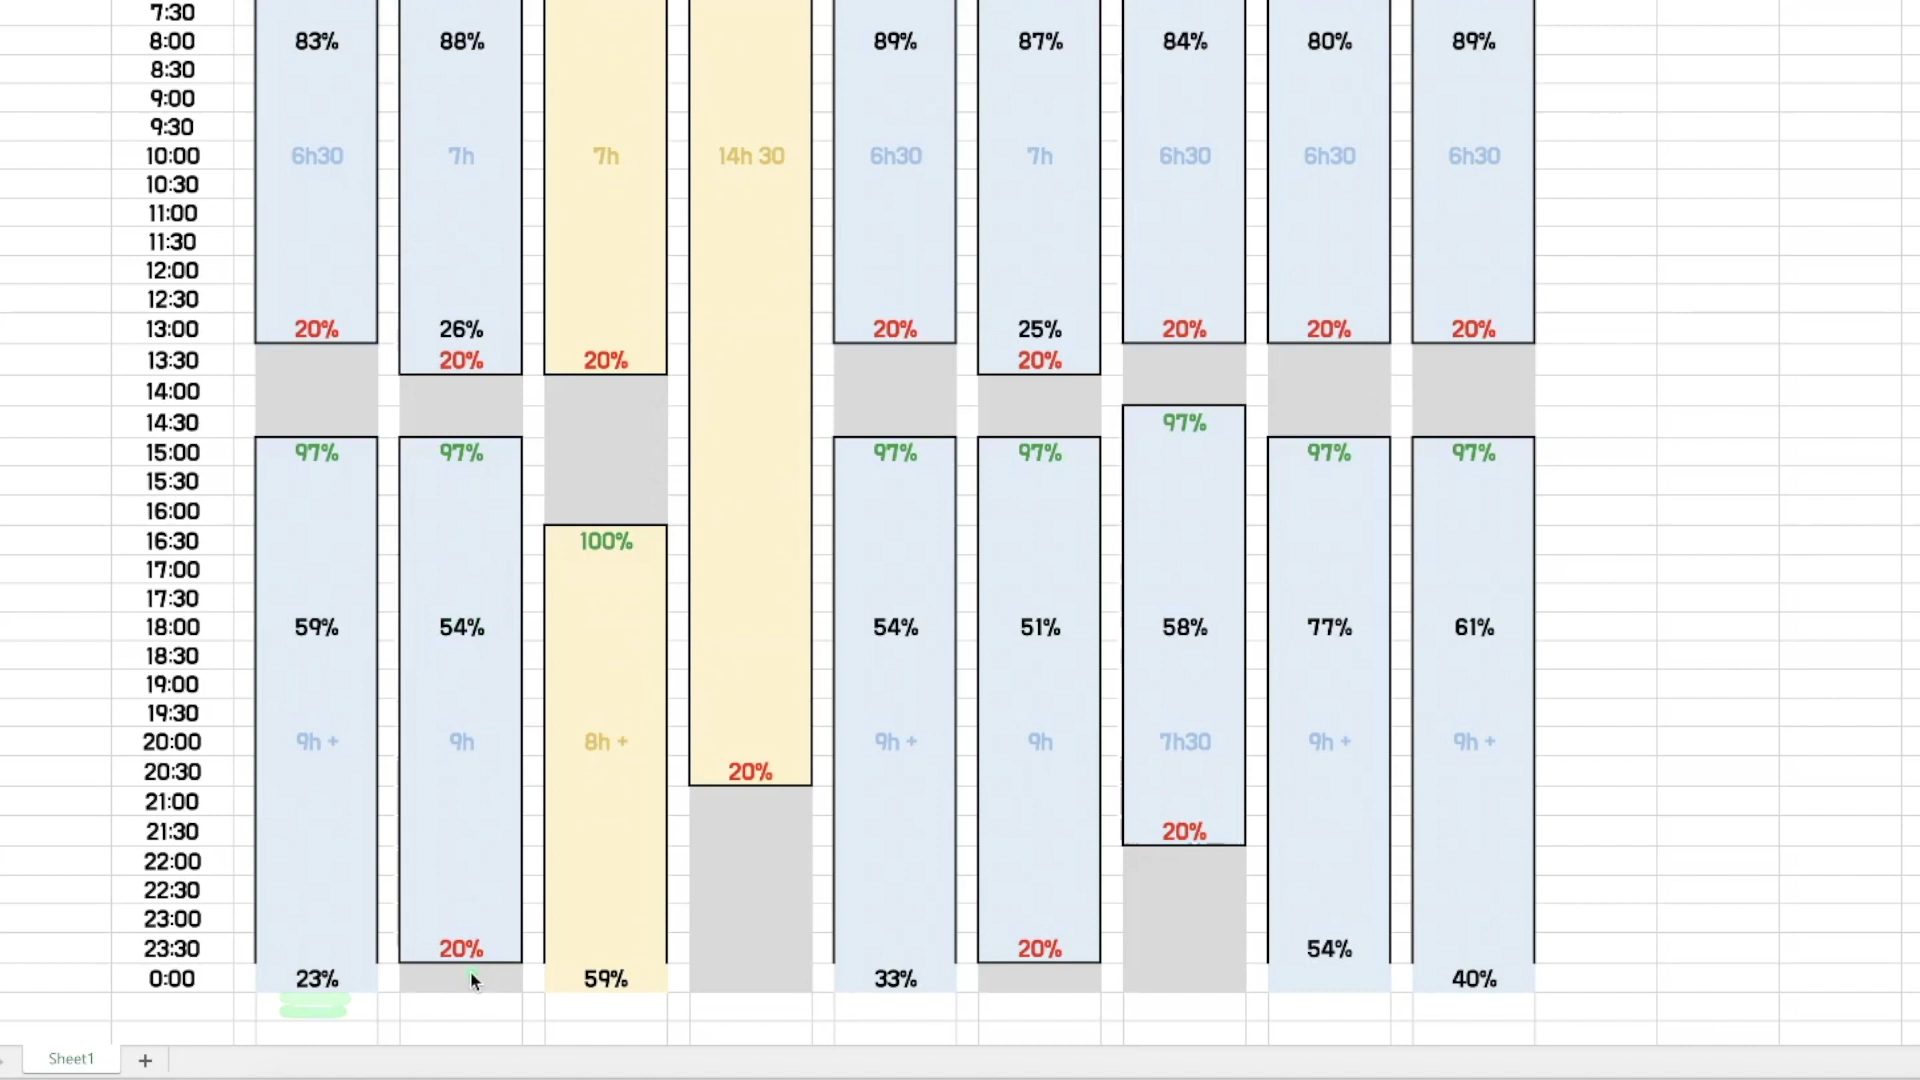 7:30
8:00 83% 88% 89% 87% 84% 80% 89%
8:30
9:00
9:30
10:00 6h30 7h 7h 14h 30 6h30 7h 6h30 6h30 6h30
10:30
11:00
11:30
12:00
12:30
13:00 20% 26% 20% 25% 20% 20% 20%
13:30 20% 20% 20%
14:00
14:30 97%
15:00 97% 97% 97% 97% 97% 97%
15:30
16:00
16:30 100%
17:00
17:30
18:00 59% 54% 54% 51% 58% 77% 61%
18:30
19:00
19:30
20:00 9h + 9h 8h + 9h + 9h 7h30 9h + 9h +
20:30 20%
21:00
21:30 20%
22:00
22:30
23:00
23:30 20% 20% 54%
0:00 23% 59% 33% 40%
Sheet1 +